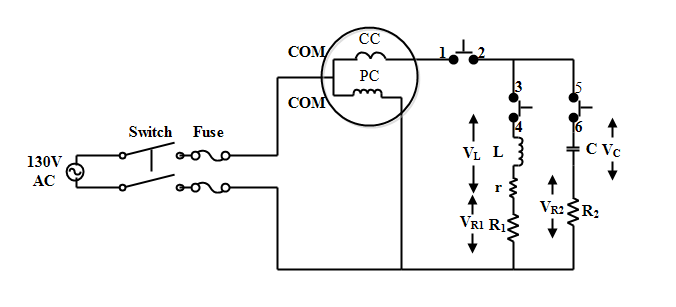 CC
COM
1 2
PC
5
3
COM
4 6
Switch Fuse
V_L L C V_C
130V
AC
r
V_R1 R_1 V_R2 R_2